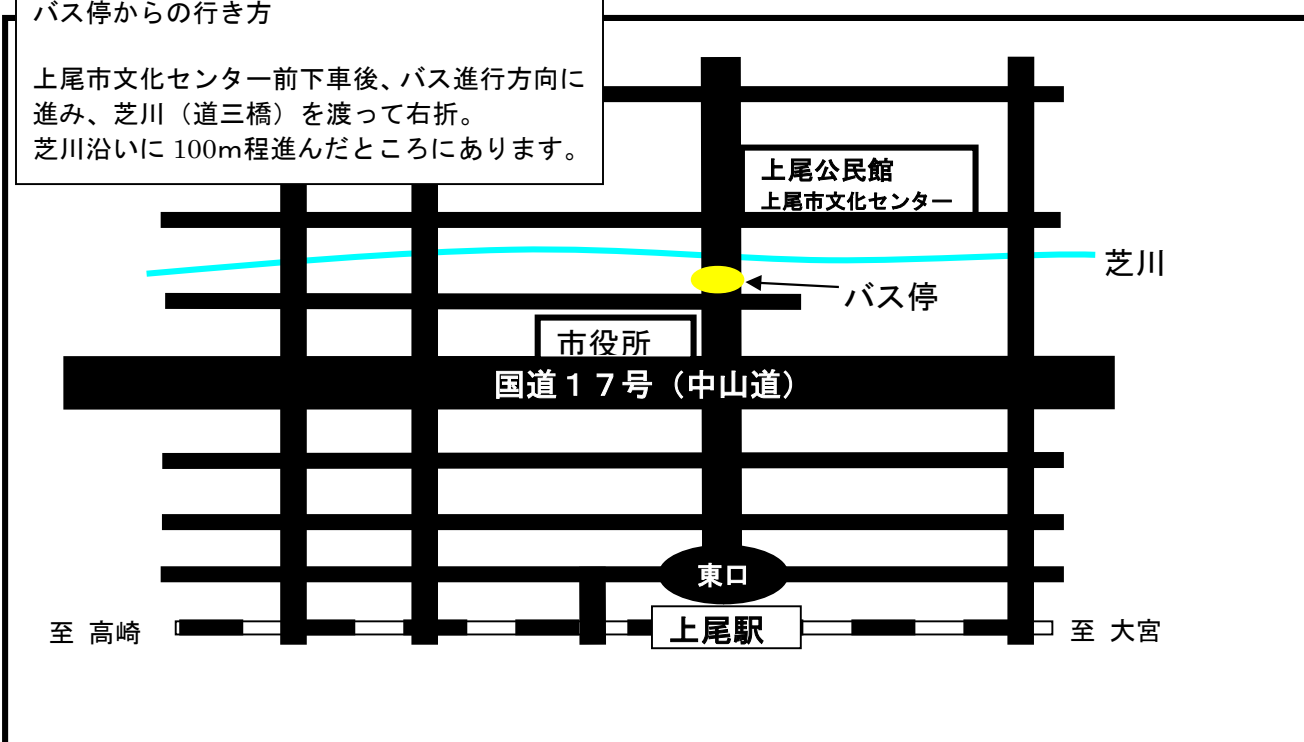 バス停からの行き方
上尾市文化センター前下車後、バス進行方向に
進み、芝川（道三橋）を渡って右折。
芝川沿いに 100m程進んだところにあります。
上尾公民館
上尾市文化センター
芝川
バス停
市役所
国道１７号（中山道）
東口
至 高崎
上尾駅
至 大宮